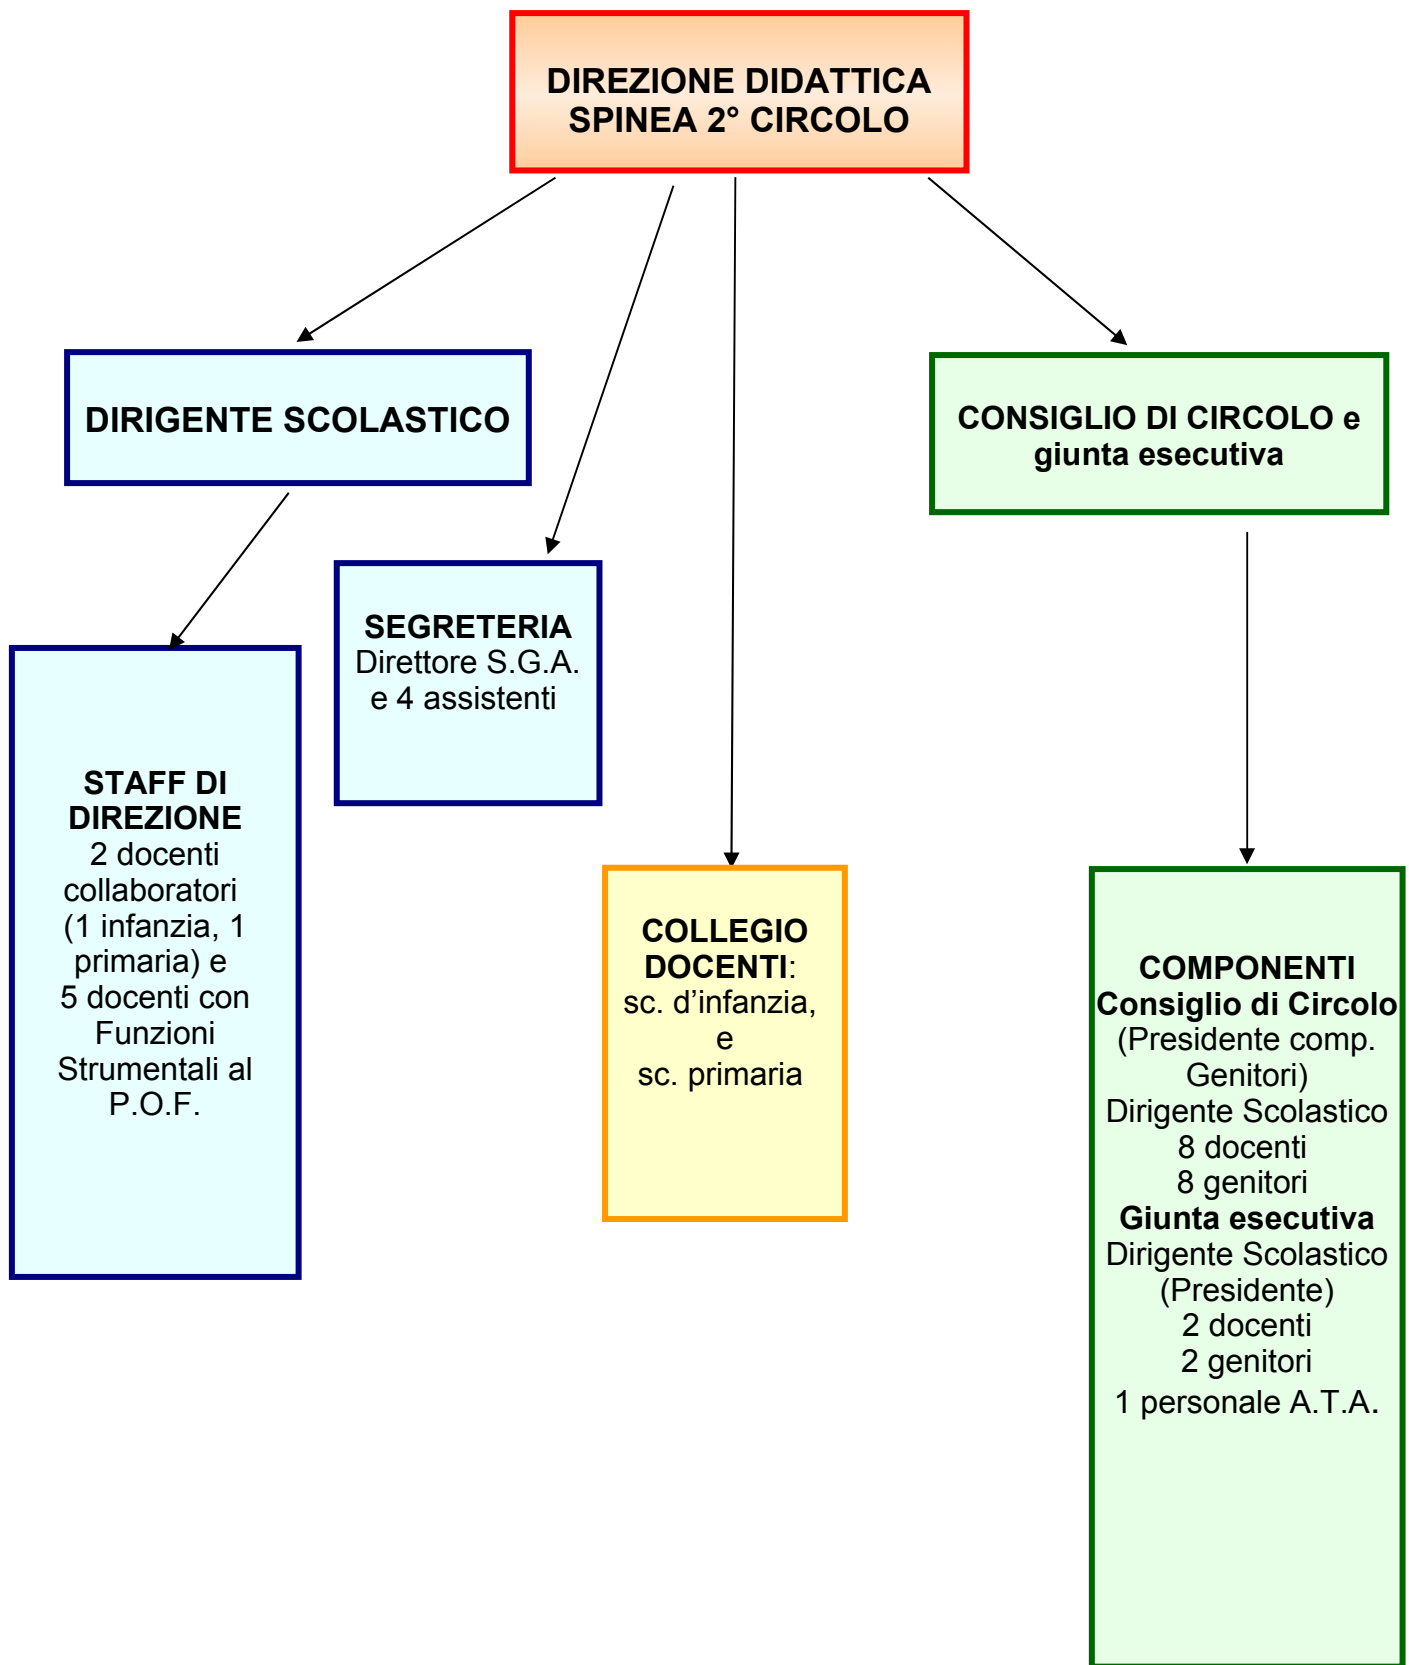 DIREZIONE DIDATTICA
SPINEA 2° CIRCOLO
DIRIGENTE SCOLASTICO
CONSIGLIO DI CIRCOLO e
giunta esecutiva
SEGRETERIA
Direttore S.G.A.
e 4 assistenti
STAFF DI
DIREZIONE
2 docenti
collaboratori
(1 infanzia, 1
primaria) e
5 docenti con
Funzioni
Strumentali al
P.O.F.
COLLEGIO
DOCENTI:
sc. d’infanzia,
e
sc. primaria
COMPONENTI
Consiglio di Circolo
(Presidente comp.
Genitori)
Dirigente Scolastico
8 docenti
8 genitori
Giunta esecutiva
Dirigente Scolastico
(Presidente)
2 docenti
2 genitori
1 personale A.T.A.